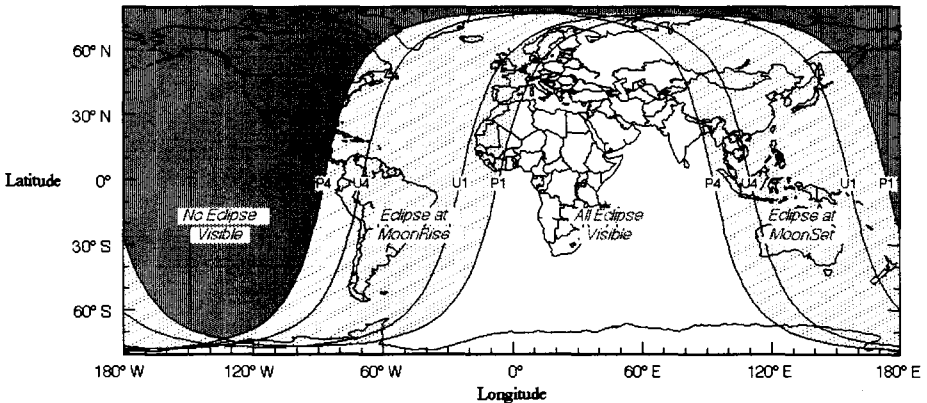 60° N
30° N
Latitude 0° P4 U4 U1 P1 P4 U4 U1 P1
No Eclipse Visible
Eclipse at MoonRise
All Eclipse Visible
Eclipse at MoonSet
30° S
60° S
180° W 120° W 60° W 0° W 60° E 120° E 180° E
Longitude